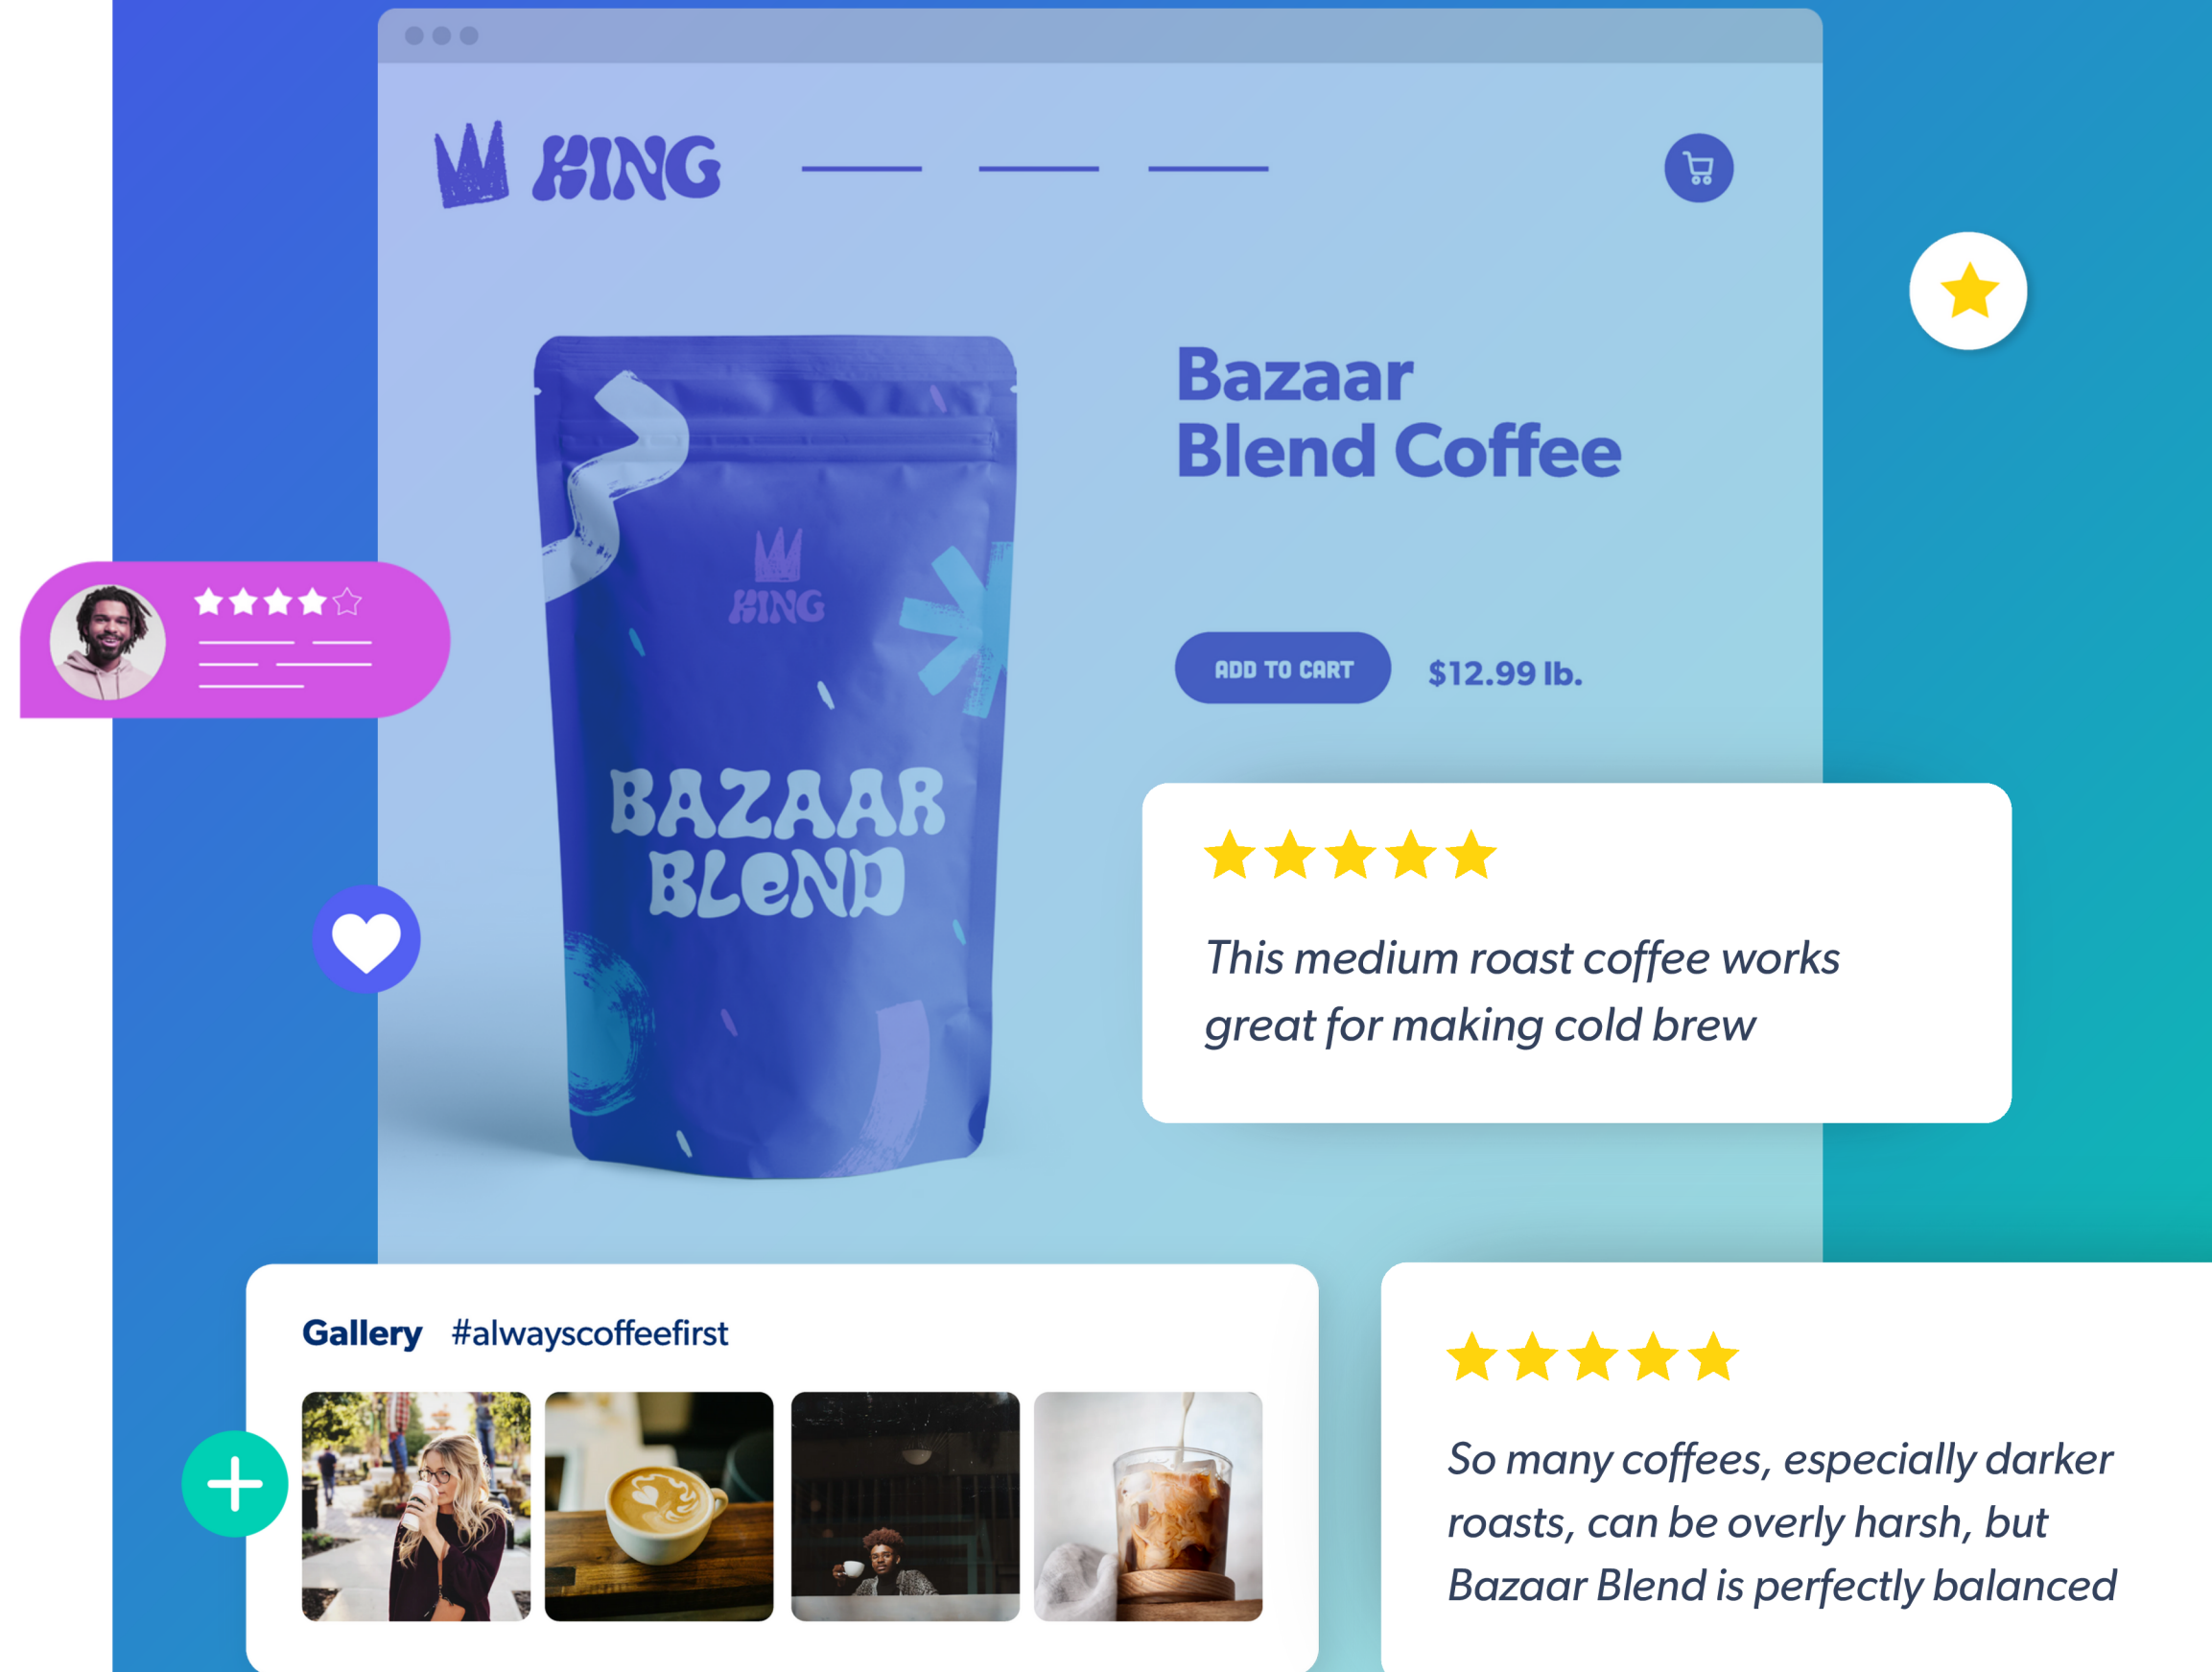 KING
Bazaar
Blend Coffee
KING
ADD TO CART
$12.99 lb.
BAZAAR
BLeND
This medium roast coffee works
great for making cold brew
Gallery #alwayscoffeefirst
So many coffees, especially darker
roasts, can be overly harsh, but
Bazaar Blend is perfectly balanced